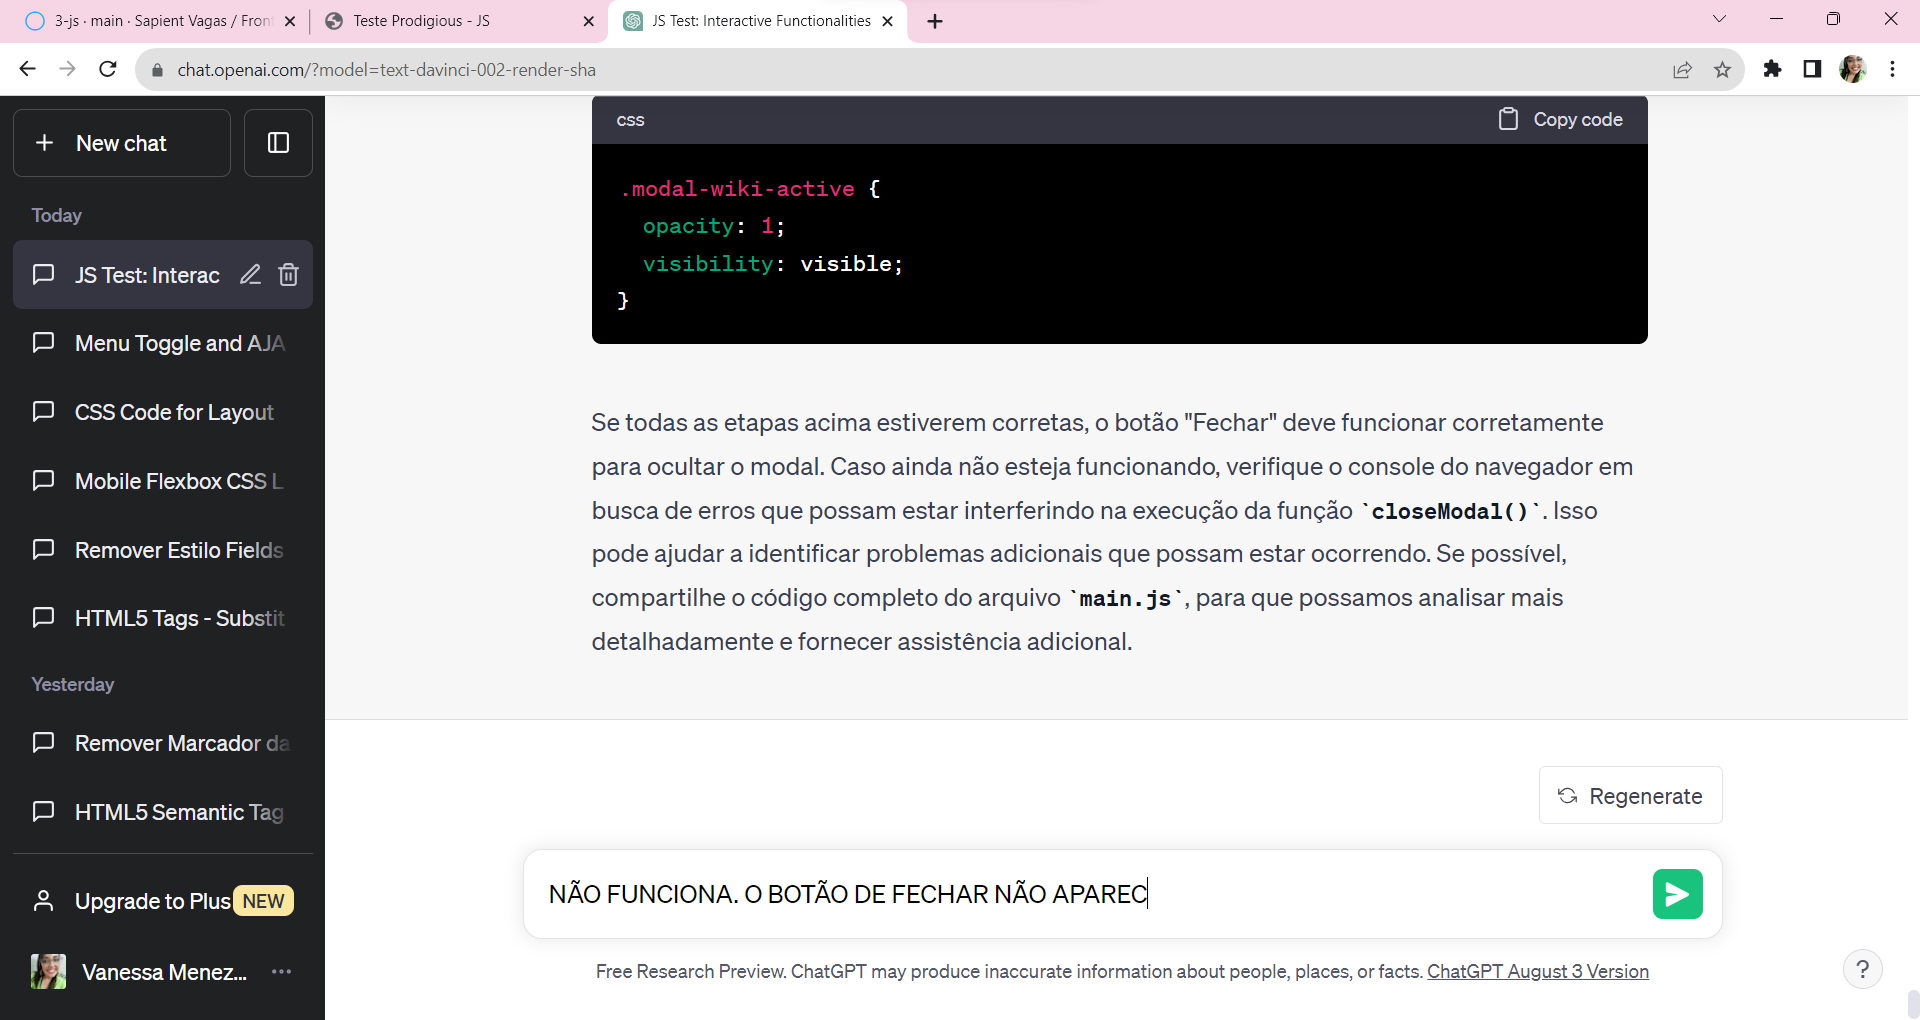 3-js · main · Sapient Vagas / Fron
Teste Prodigious - JS
JS Test: Interactive Functionalities
chat.openai.com/?model=text-davinci-002-render-sha
New chat
Today
JS Test: Interac
Menu Toggle and AJA
CSS Code for Layout
Mobile Flexbox CSS L
Remover Estilo Fields
HTML5 Tags - Substit
Yesterday
Remover Marcador da
HTML5 Semantic Tag
Upgrade to Plus NEW
Vanessa Menez...
css
Copy code
.modal-wiki-active {
opacity: 1;
visibility: visible;
}
Se todas as etapas acima estiverem corretas, o botão "Fechar" deve funcionar corretamente
para ocultar o modal. Caso ainda não esteja funcionando, verifique o console do navegador em
busca de erros que possam estar interferindo na execução da função `closeModal()`. Isso
pode ajudar a identificar problemas adicionais que possam estar ocorrendo. Se possível,
compartilhe o código completo do arquivo `main.js`, para que possamos analisar mais
detalhadamente e fornecer assistência adicional.
Regenerate
NÃO FUNCIONA. O BOTÃO DE FECHAR NÃO APAREC
Free Research Preview. ChatGPT may produce inaccurate information about people, places, or facts. ChatGPT August 3 Version
?